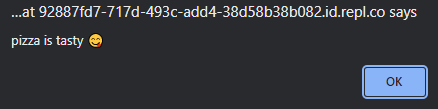 ...at 92887fd7-717d-493c-add4-38d58b38b082.id.repl.co says
pizza is tasty 😋
OK